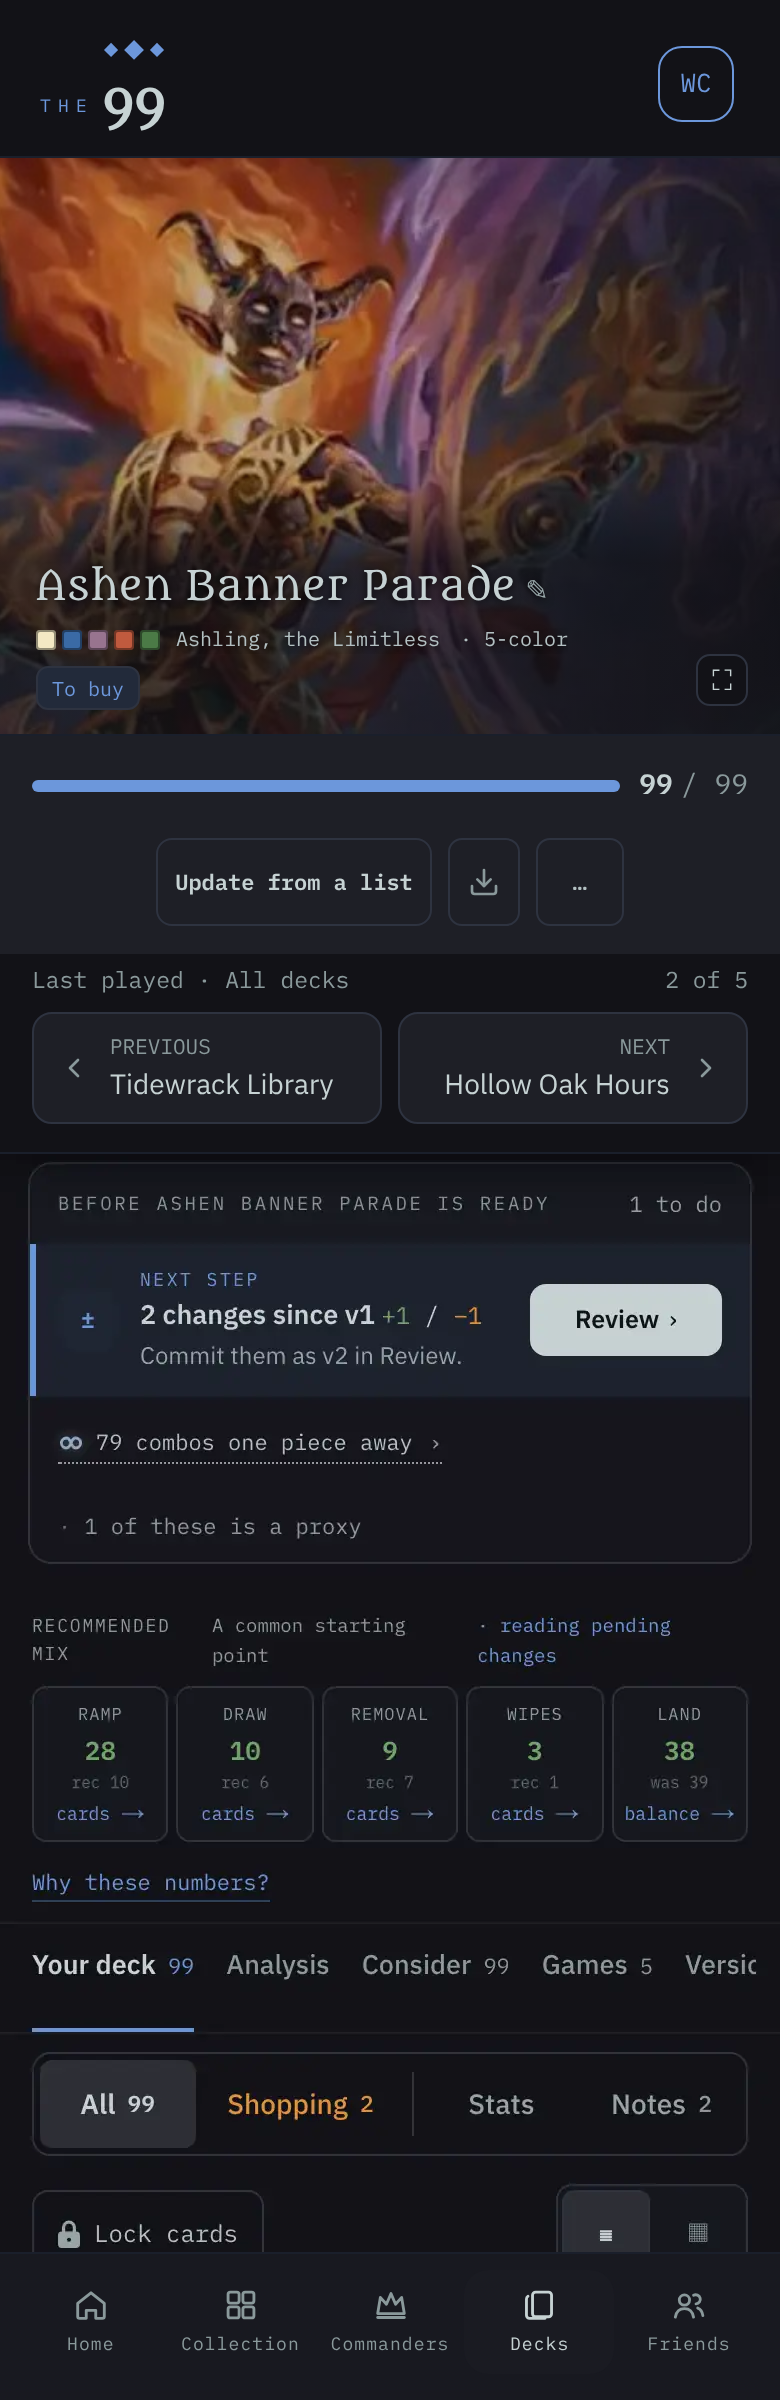 THE 99
WC
Ashen Banner Parade ✎
Ashling, the Limitless · 5-color
To buy
99 / 99
Update from a list
…
Last played · All decks
2 of 5
‹ PREVIOUS
Tidewrack Library
NEXT ›
Hollow Oak Hours
BEFORE ASHEN BANNER PARADE IS READY
1 to do
NEXT STEP
± 2 changes since v1 +1 / −1
Commit them as v2 in Review.
Review ›
∞ 79 combos one piece away ›
· 1 of these is a proxy
RECOMMENDED
MIX
A common starting
point
· reading pending
changes
RAMP
28
rec 10
cards →
DRAW
10
rec 6
cards →
REMOVAL
9
rec 7
cards →
WIPES
3
rec 1
cards →
LAND
38
was 39
balance →
Why these numbers?
Your deck 99 Analysis Consider 99 Games 5 Versic
All 99 Shopping 2 Stats Notes 2
Lock cards
Home Collection Commanders Decks Friends